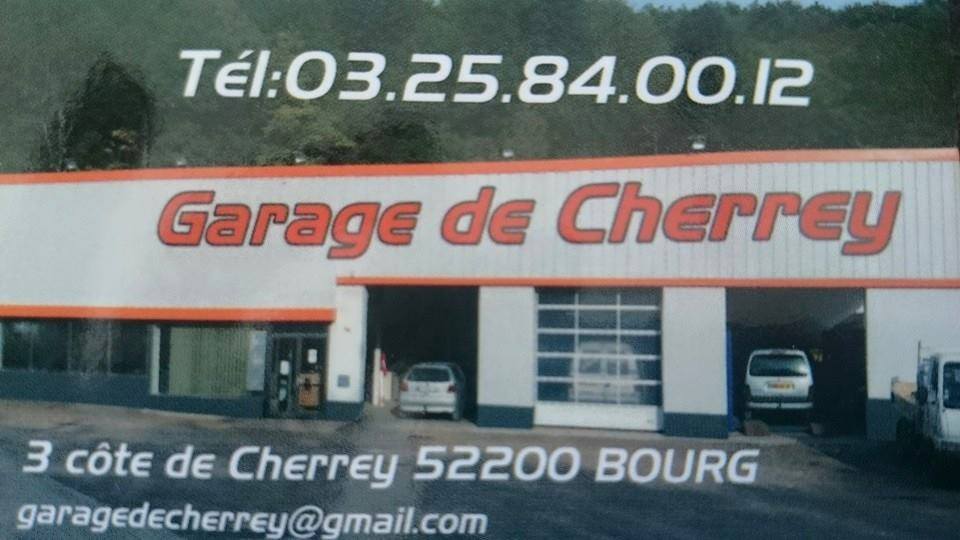 Tél:03.25.84.00.12
Garage de Cherrey
3 côte de Cherrey 52200 BOURG
garagedecherrey@gmail.com